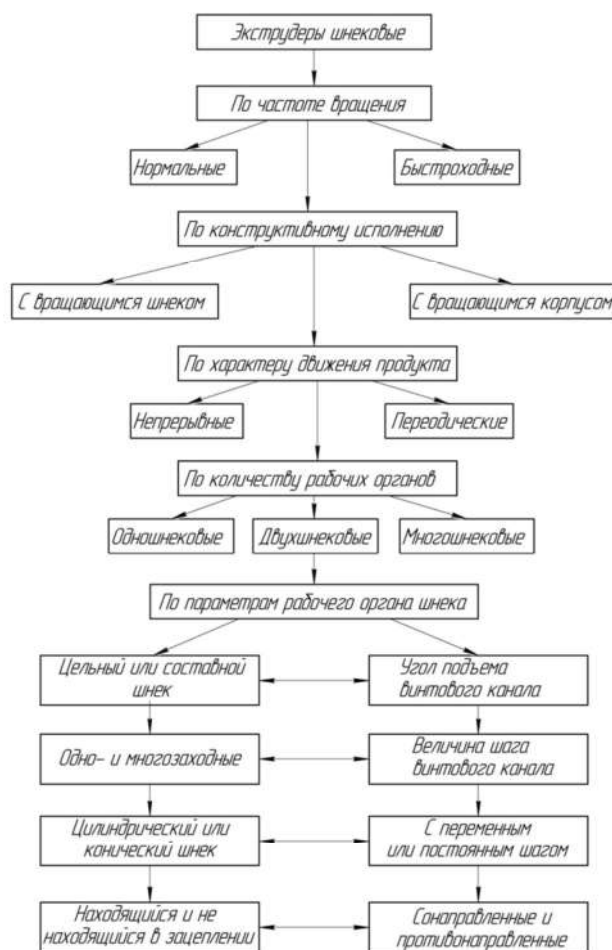 Экструдеры шнековые
По частоте вращения
Нормальные
Быстроходные
По конструктивному исполнению
С вращающимся шнеком
С вращающимся корпусом
По характеру движения продукта
Непрерывные
Переодические
По количеству рабочих органов
Одношнековые
Двухшнековые
Многошнековые
По параметрам рабочего органа шнека
Цельный или составной
шнек
Угол подъема
винтового канала
Одно- и многозаходные
Величина шага
винтового канала
Цилиндрический или
конический шнек
С переменным
или постоянным шагом
Находящийся и не
находящийся в зацеплении
Сонаправленные и
противонаправленные